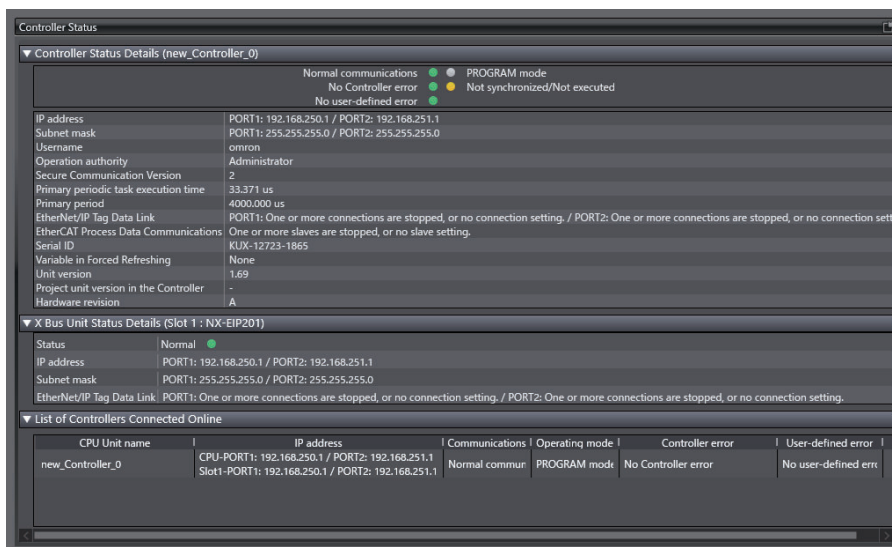 Controller Status
Controller Status Details (new_Controller_0)
Normal communications PROGRAM mode
No Controller error Not synchronized/Not executed
No user-defined error
IP address PORT1: 192.168.250.1 / PORT2: 192.168.251.1
Subnet mask PORT1: 255.255.255.0 / PORT2: 255.255.255.0
Username omron
Operation authority Administrator
Secure Communication Version 2
Primary periodic task execution time 33.371 us
Primary period 4000.000 us
EtherNet/IP Tag Data Link PORT1: One or more connections are stopped, or no connection setting. / PORT2: One or more connections are stopped, or no connection sett
EtherCAT Process Data Communications One or more slaves are stopped, or no slave setting.
Serial ID KUX-12723-1865
Variable in Forced Refreshing None
Unit version 1.69
Project unit version in the Controller -
Hardware revision A
X Bus Unit Status Details (Slot 1 : NX-EIP201)
Status Normal
IP address PORT1: 192.168.250.1 / PORT2: 192.168.251.1
Subnet mask PORT1: 255.255.255.0 / PORT2: 255.255.255.0
EtherNet/IP Tag Data Link PORT1: One or more connections are stopped, or no connection setting. / PORT2: One or more connections are stopped, or no connection setting.
List of Controllers Connected Online
CPU Unit name IP address Communications Operating mode Controller error User-defined error
new_Controller_0 CPU-PORT1: 192.168.250.1 / PORT2: 192.168.251.1 Normal commun PROGRAM mode No Controller error No user-defined erro
Slot1-PORT1: 192.168.250.1 / PORT2: 192.168.251.1